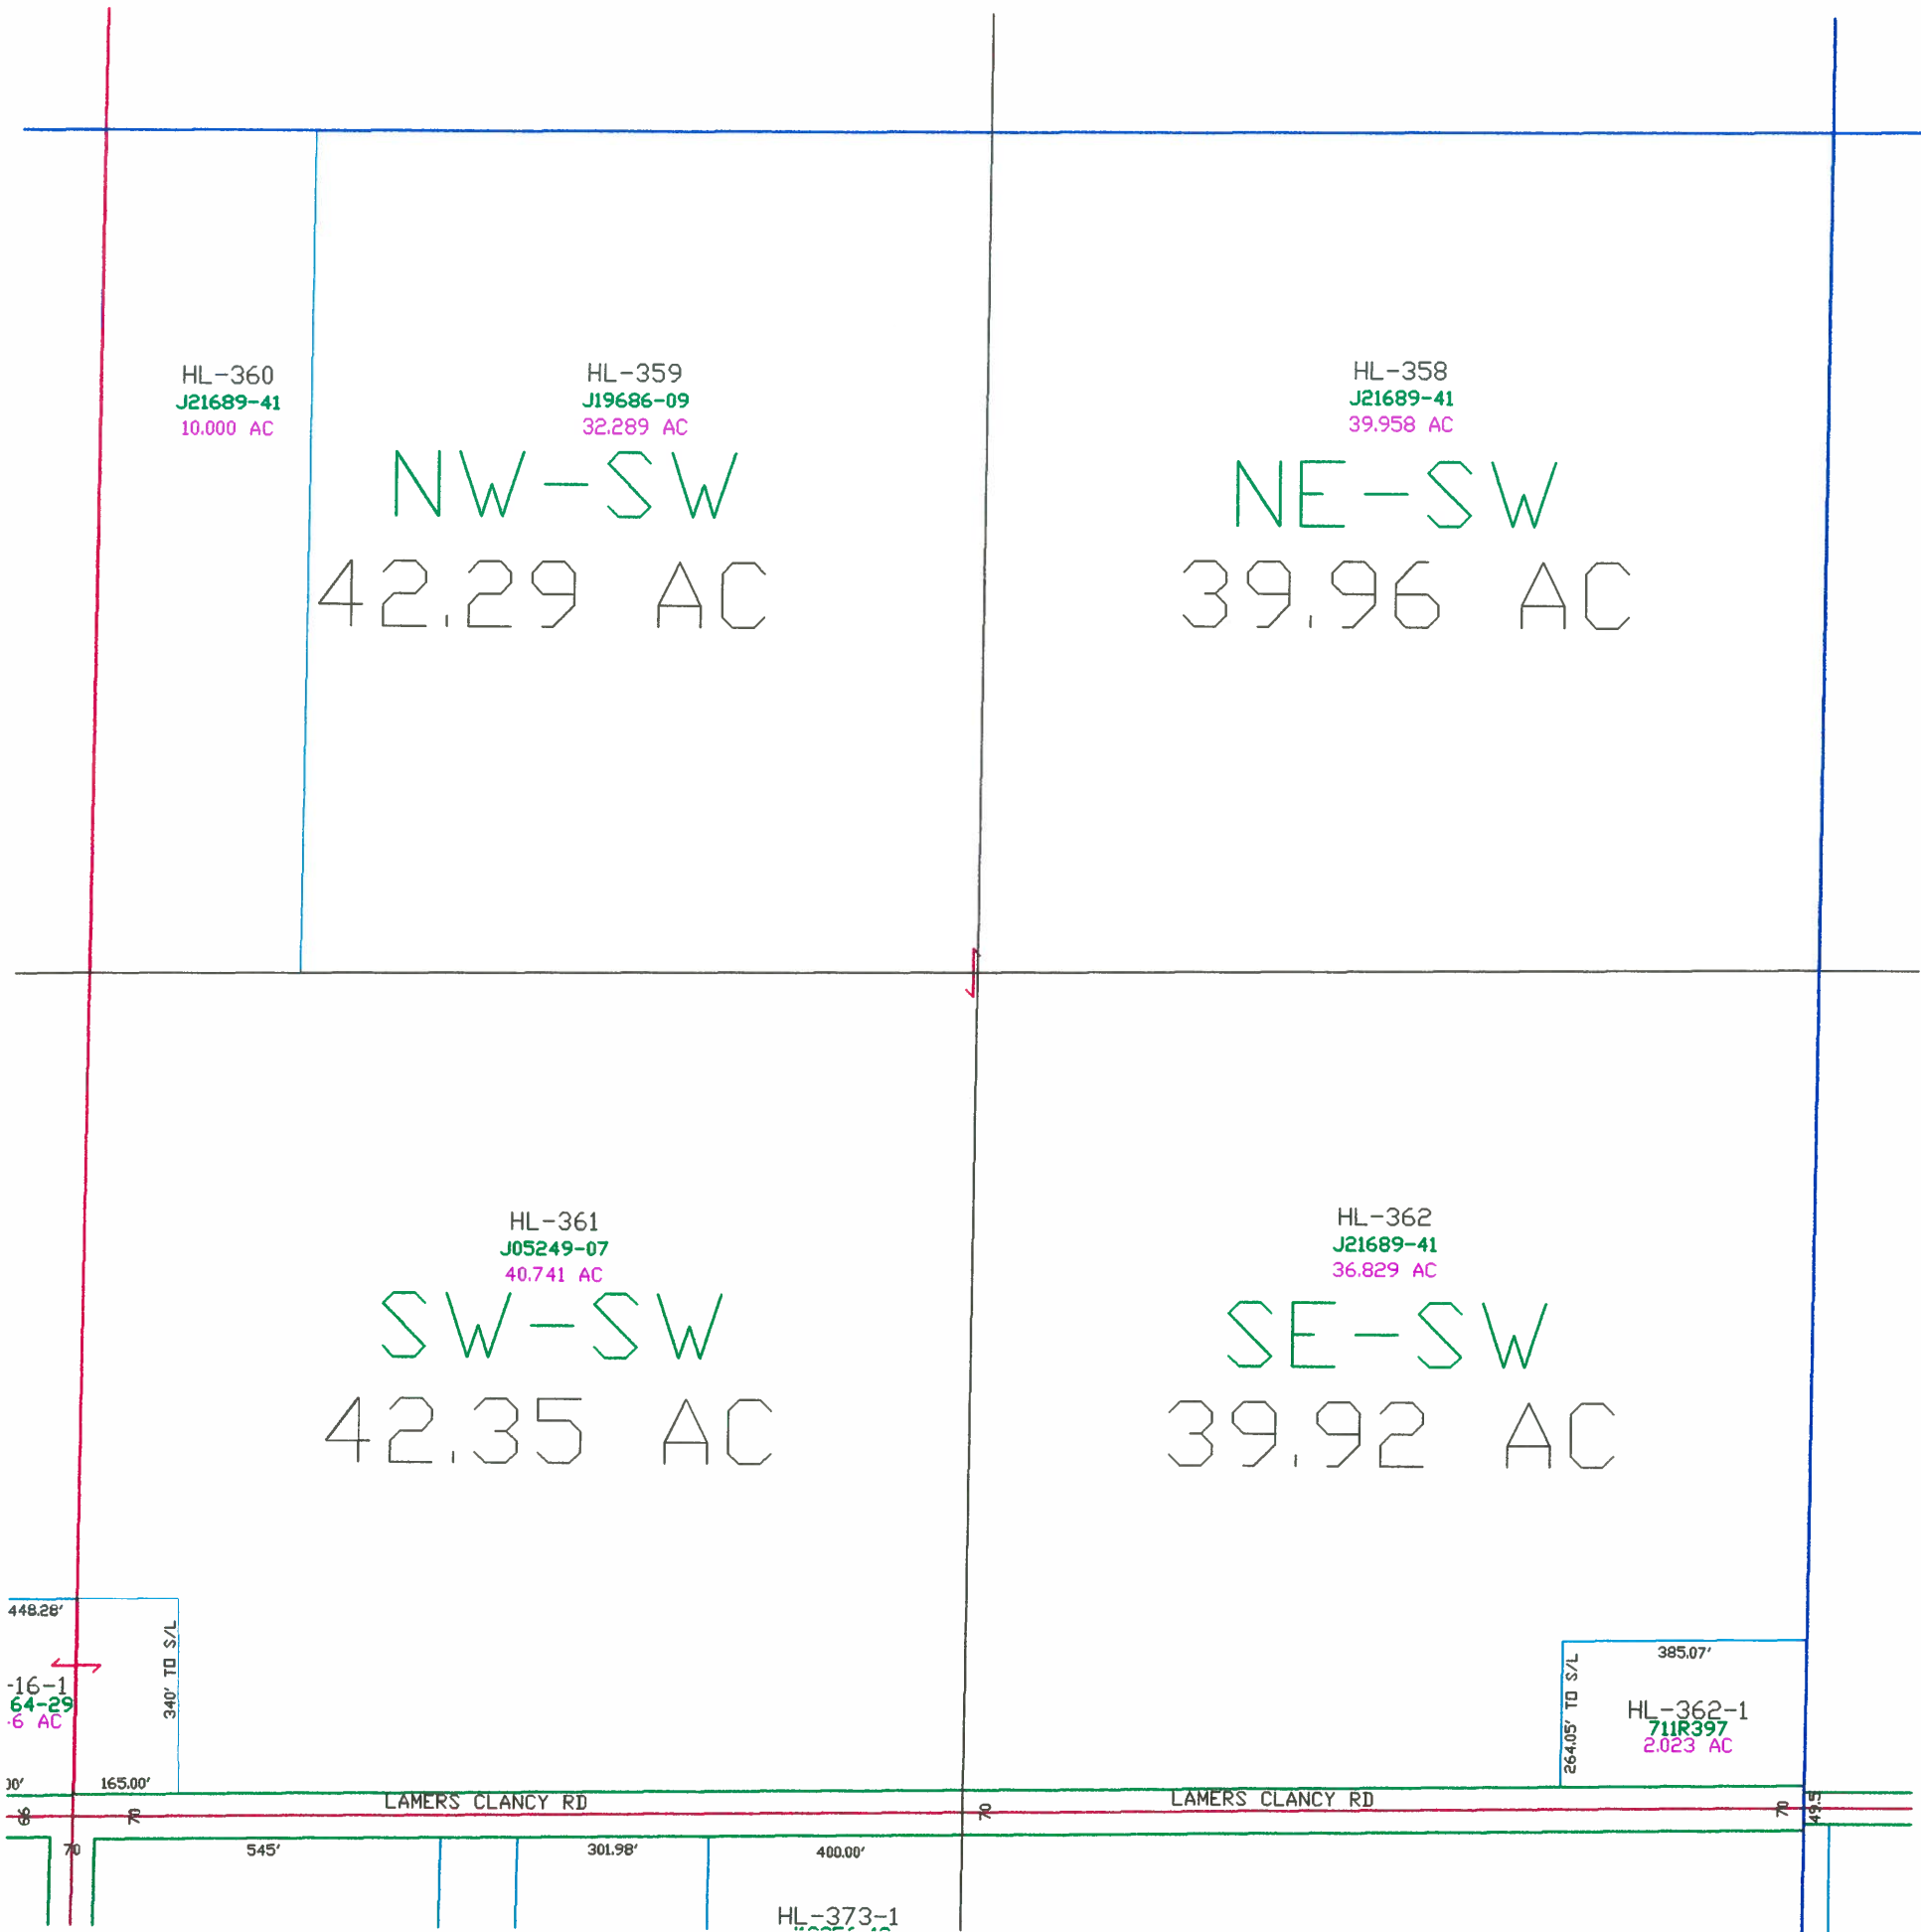 HL-360
J21689-41
10.000 AC
HL-359
J19686-09
32.289 AC
NW-SW
42.29 AC
HL-358
J21689-41
39.958 AC
NE-SW
39.96 AC
HL-361
J05249-07
40.741 AC
SW-SW
42.35 AC
HL-362
J21689-41
36.829 AC
SE-SW
39.92 AC
448.28'
340' TO S/L
-16-1
64-29
.6 AC
00'
165.00'
385.07'
264.05' TO S/L
HL-362-1
711R397
2.023 AC
LAMERS CLANCY RD
LAMERS CLANCY RD
66
70
70
70
49.5
70
545'
301.98'
400.00'
HL-373-1